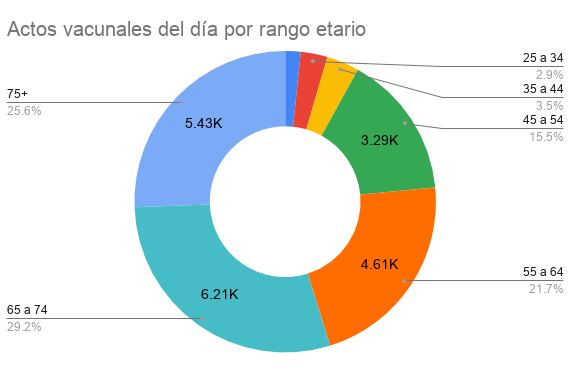 Actos vacunales del día por rango etario
25 a 34
2.9%
35 a 44
3.5%
45 a 54
15.5%
75+
25.6%
5.43K
3.29K
4.61K
6.21K
55 a 64
21.7%
65 a 74
29.2%